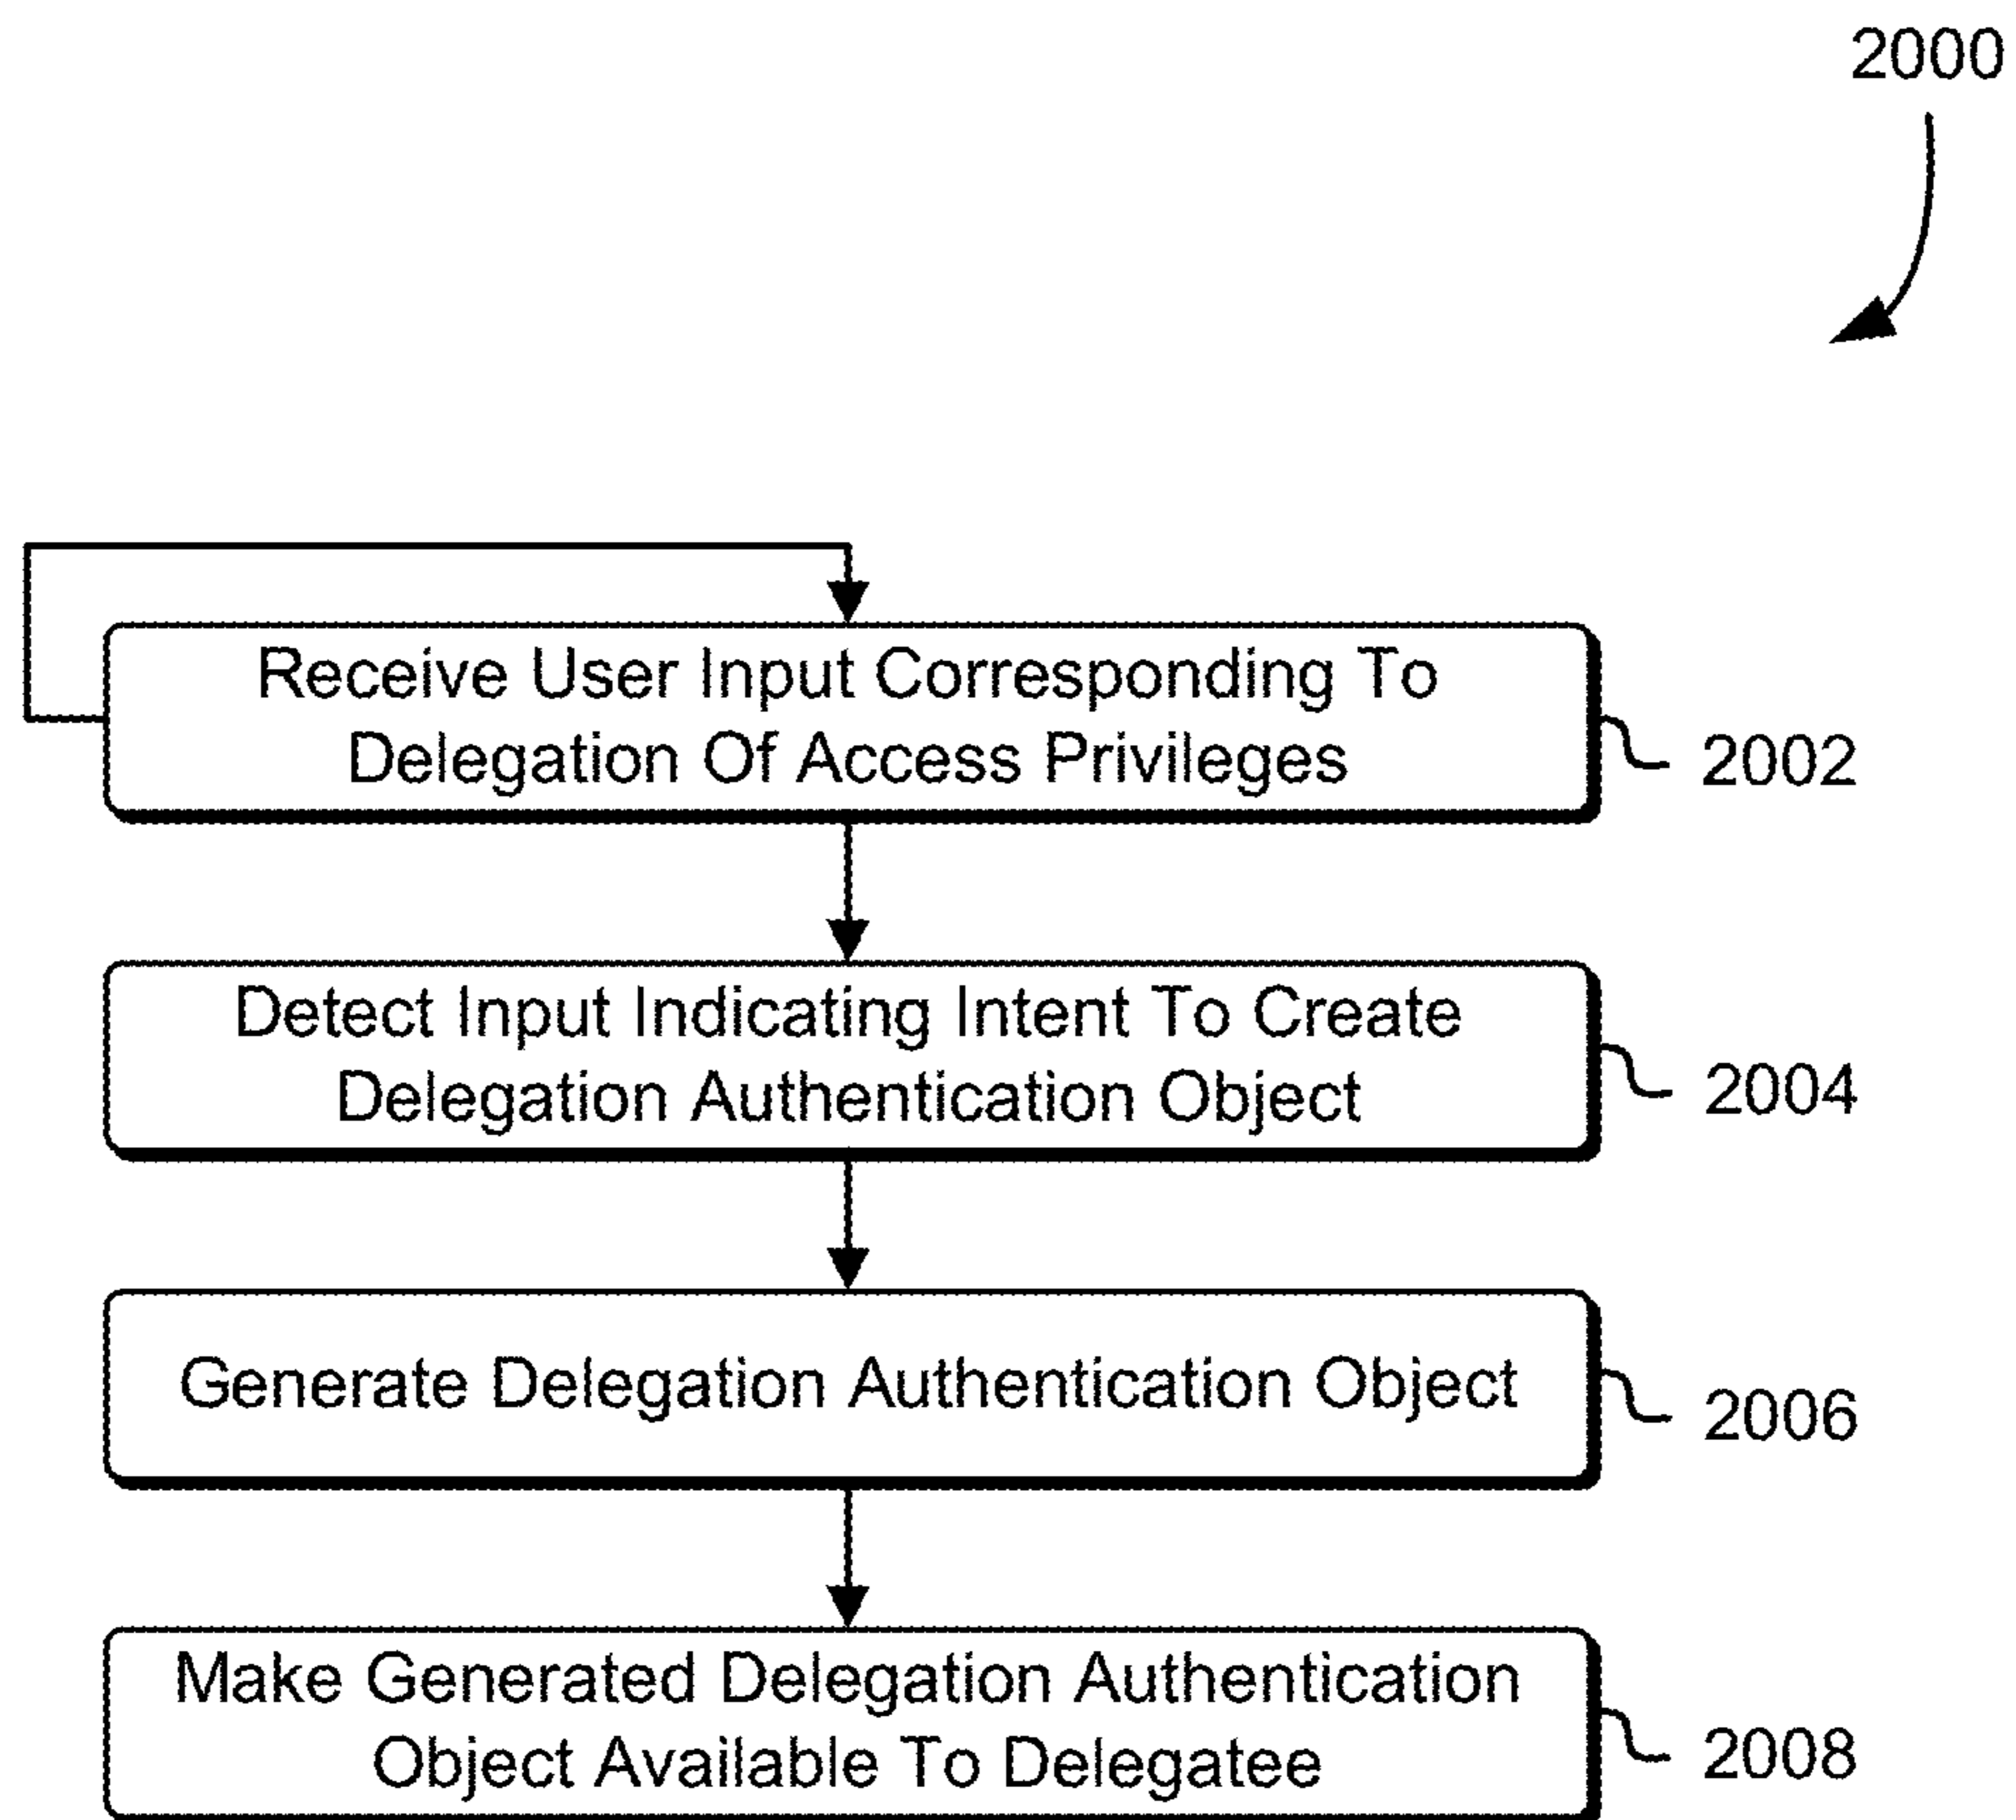 2000
Receive User Input Corresponding To
Delegation Of Access Privileges
2002
Detect Input Indicating Intent To Create
Delegation Authentication Object
2004
Generate Delegation Authentication Object
2006
Make Generated Delegation Authentication
Object Available To Delegatee
2008